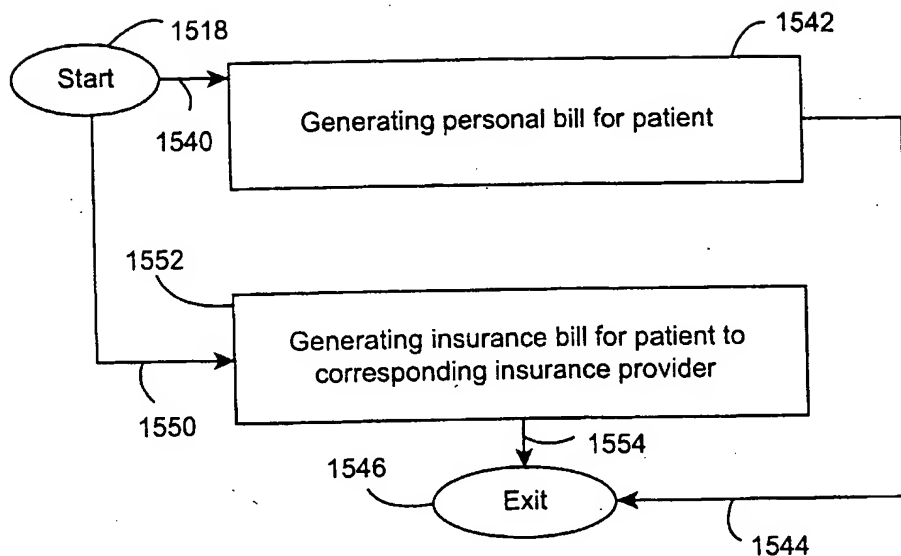 1518
1542
Start
Generating personal bill for patient
1540
1552
Generating insurance bill for patient to
corresponding insurance provider
1550
1554
1546
Exit
1544